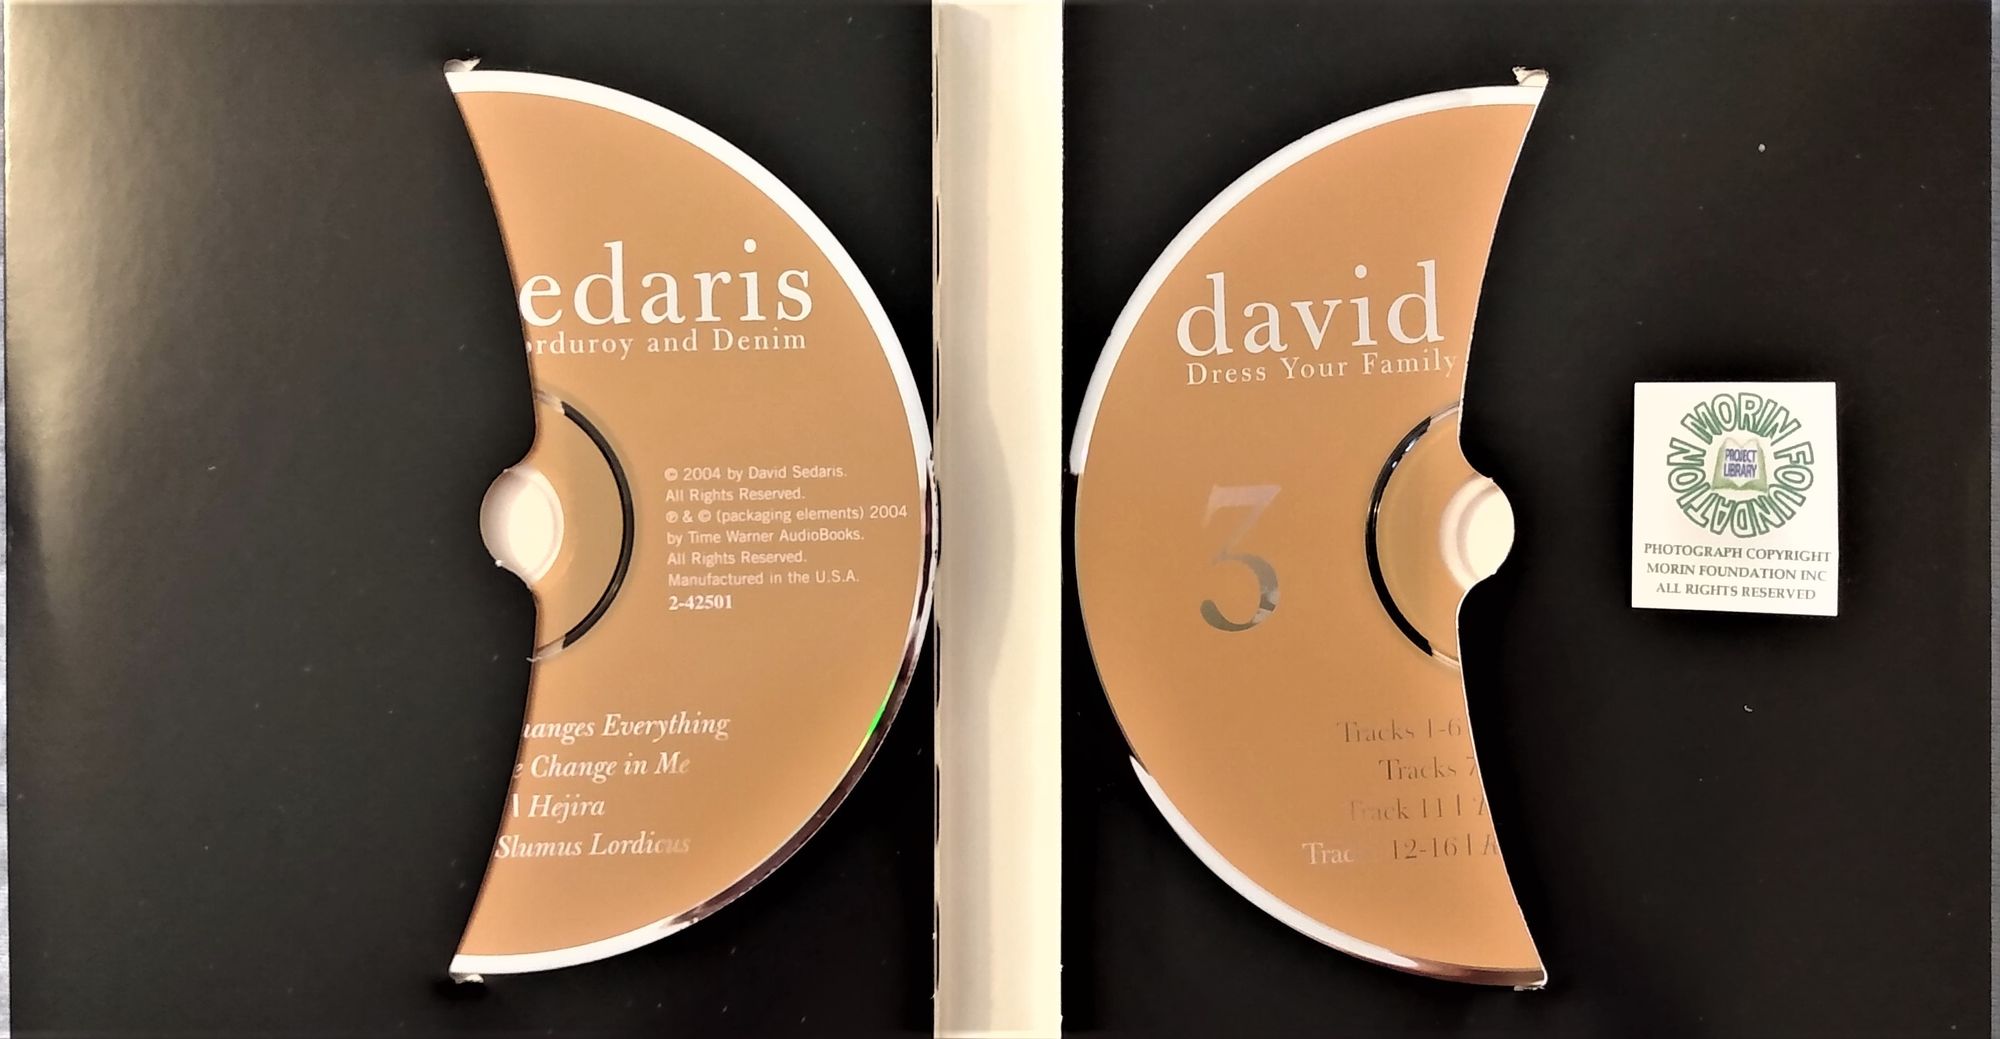 edaris
orduroy and Denim
© 2004 by David Sedaris.
All Rights Reserved.
℗ & © (packaging elements) 2004
by Time Warner AudioBooks.
All Rights Reserved.
Manufactured in the U.S.A.
2-42501
hanges Everything
e Change in Me
Hejira
Slumus Lordicus
david
Dress Your Family
3
Tracks 1-6
Tracks 7
Track 11 |
Track 12-16 | R
MORIN FOUNDATION
PROJECT
LIBRARY
PHOTOGRAPH COPYRIGHT
MORIN FOUNDATION INC
ALL RIGHTS RESERVED